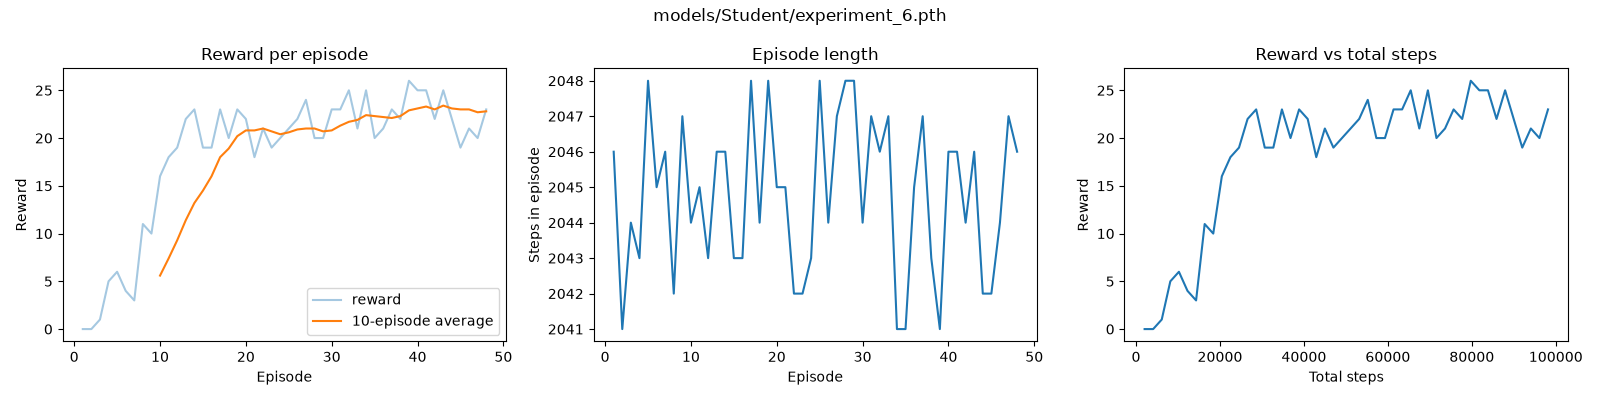 models/Student/experiment_6.pth
Reward per episode
Reward
25
20
15
10
5
0
reward
10-episode average
0 10 20 30 40 50
Episode
Episode length
Steps in episode
2048
2047
2046
2045
2044
2043
2042
2041
0 10 20 30 40 50
Episode
Reward vs total steps
Reward
25
20
15
10
5
0
0 20000 40000 60000 80000 100000
Total steps